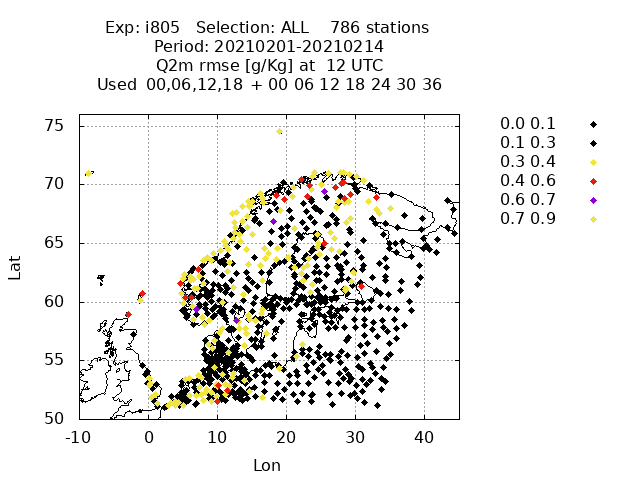 Exp: i805 Selection: ALL 786 stations
Period: 20210201-20210214
Q2m rmse [g/Kg] at 12 UTC
Used 00,06,12,18 + 00 06 12 18 24 30 36
0.0 0.1
0.1 0.3
0.3 0.4
0.4 0.6
0.6 0.7
0.7 0.9
75
70
65
60
55
50
Lat
-10 0 10 20 30 40
Lon